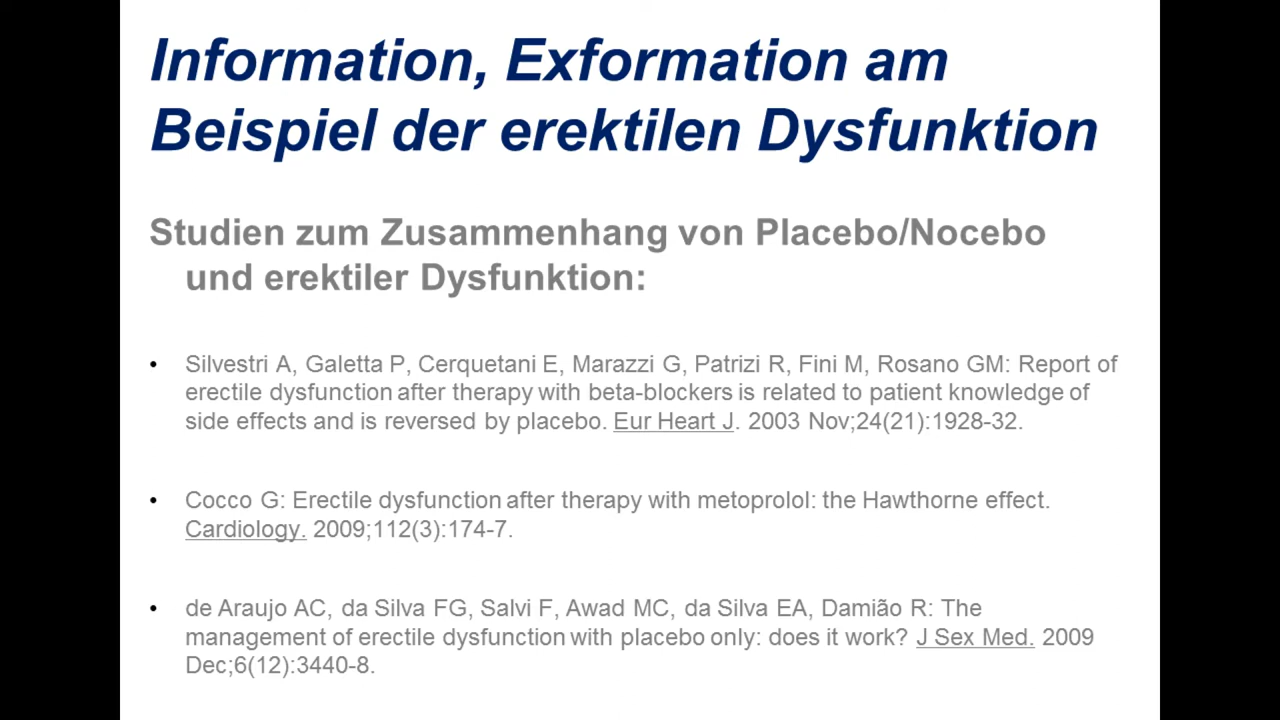 Information, Exformation am
Beispiel der erektilen Dysfunktion
Studien zum Zusammenhang von Placebo/Nocebo
und erektiler Dysfunktion:
• Silvestri A, Galetta P, Cerquetani E, Marazzi G, Patrizi R, Fini M, Rosano GM: Report of
erectile dysfunction after therapy with beta-blockers is related to patient knowledge of
side effects and is reversed by placebo. Eur Heart J. 2003 Nov;24(21):1928-32.
• Cocco G: Erectile dysfunction after therapy with metoprolol: the Hawthorne effect.
Cardiology. 2009;112(3):174-7.
• de Araujo AC, da Silva FG, Salvi F, Awad MC, da Silva EA, Damião R: The
management of erectile dysfunction with placebo only: does it work? J Sex Med. 2009
Dec;6(12):3440-8.